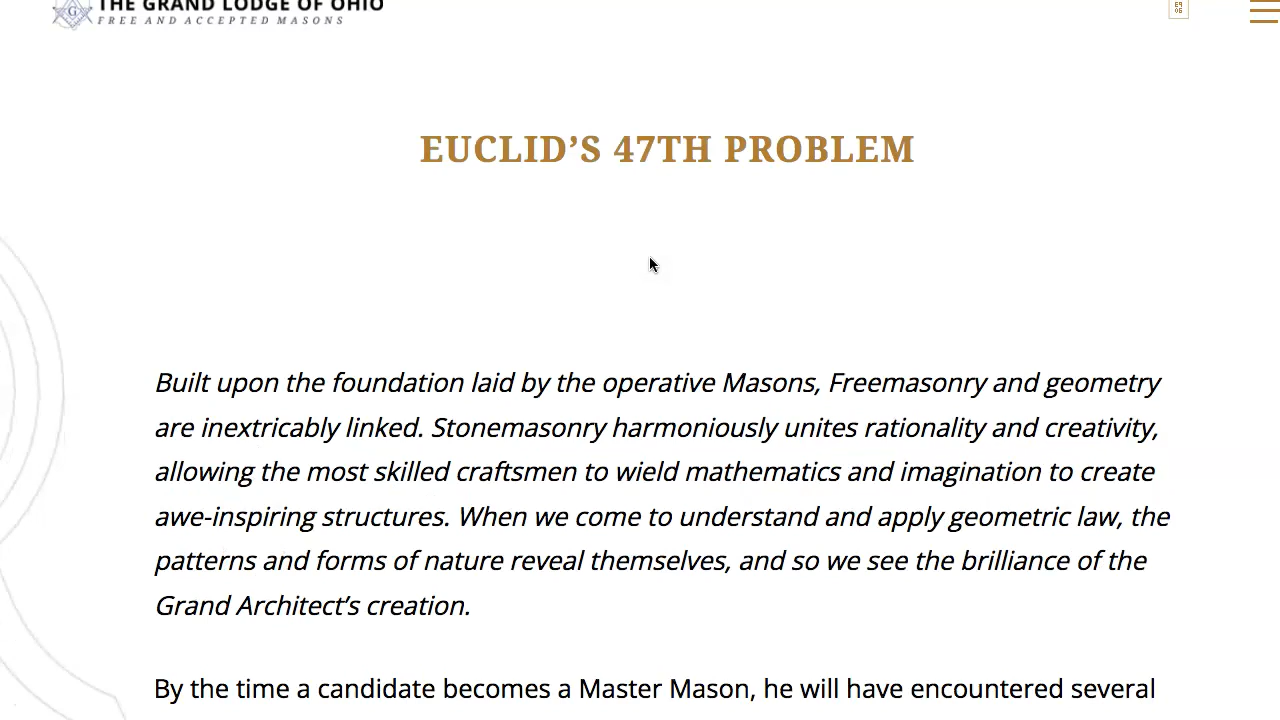 THE GRAND LODGE OF OHIO
FREE AND ACCEPTED MASONS
G
EUCLID’S 47TH PROBLEM
Built upon the foundation laid by the operative Masons, Freemasonry and geometry
are inextricably linked. Stonemasonry harmoniously unites rationality and creativity,
allowing the most skilled craftsmen to wield mathematics and imagination to create
awe-inspiring structures. When we come to understand and apply geometric law, the
patterns and forms of nature reveal themselves, and so we see the brilliance of the
Grand Architect’s creation.
By the time a candidate becomes a Master Mason, he will have encountered several